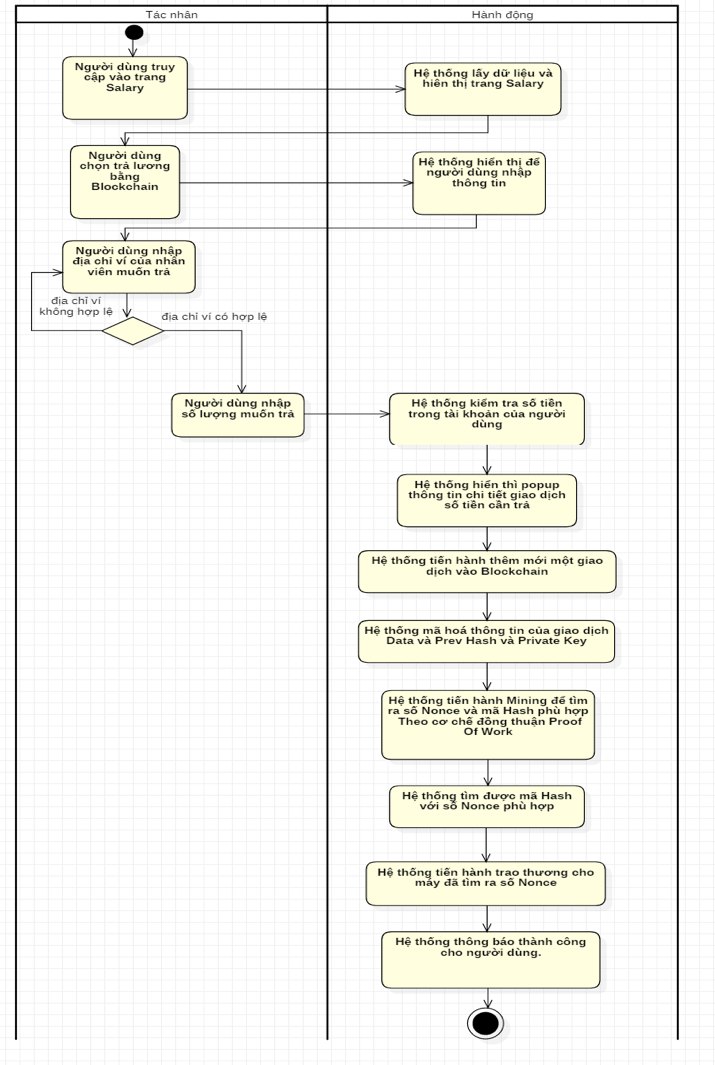 Tác nhân
Hành động
Người dùng truy
cập vào trang
Salary
Hệ thống lấy dữ liệu và
hiên thị trang Salary
Người dùng
chọn trả lương
bằng
Blockchain
Hệ thống hiển thị để
người dùng nhập
thông tin
Người dùng nhập
địa chỉ ví của nhân
viên muốn trả
địa chỉ ví
không hợp lệ
địa chỉ ví có hợp lệ
Người dùng nhập
số lượng muốn trả
Hệ thống kiểm tra số tiền
trong tài khoản của người
dùng
Hệ thống hiển thì popup
thông tin chi tiết giao dịch
số tiền cần trả
Hệ thống tiến hành thêm mới một giao
dịch vào Blockchain
Hệ thống mã hoá thông tin của giao dịch
Data và Prev Hash và Private Key
Hệ thống tiến hành Mining để tìm
ra số Nonce và mã Hash phù hợp
Theo cơ chế đồng thuận Proof
Of Work
Hệ thống tìm được mã Hash
với số Nonce phù hợp
Hệ thống tiến hành trao thương cho
máy đã tìm ra số Nonce
Hệ thống thông báo thành công
cho người dùng.